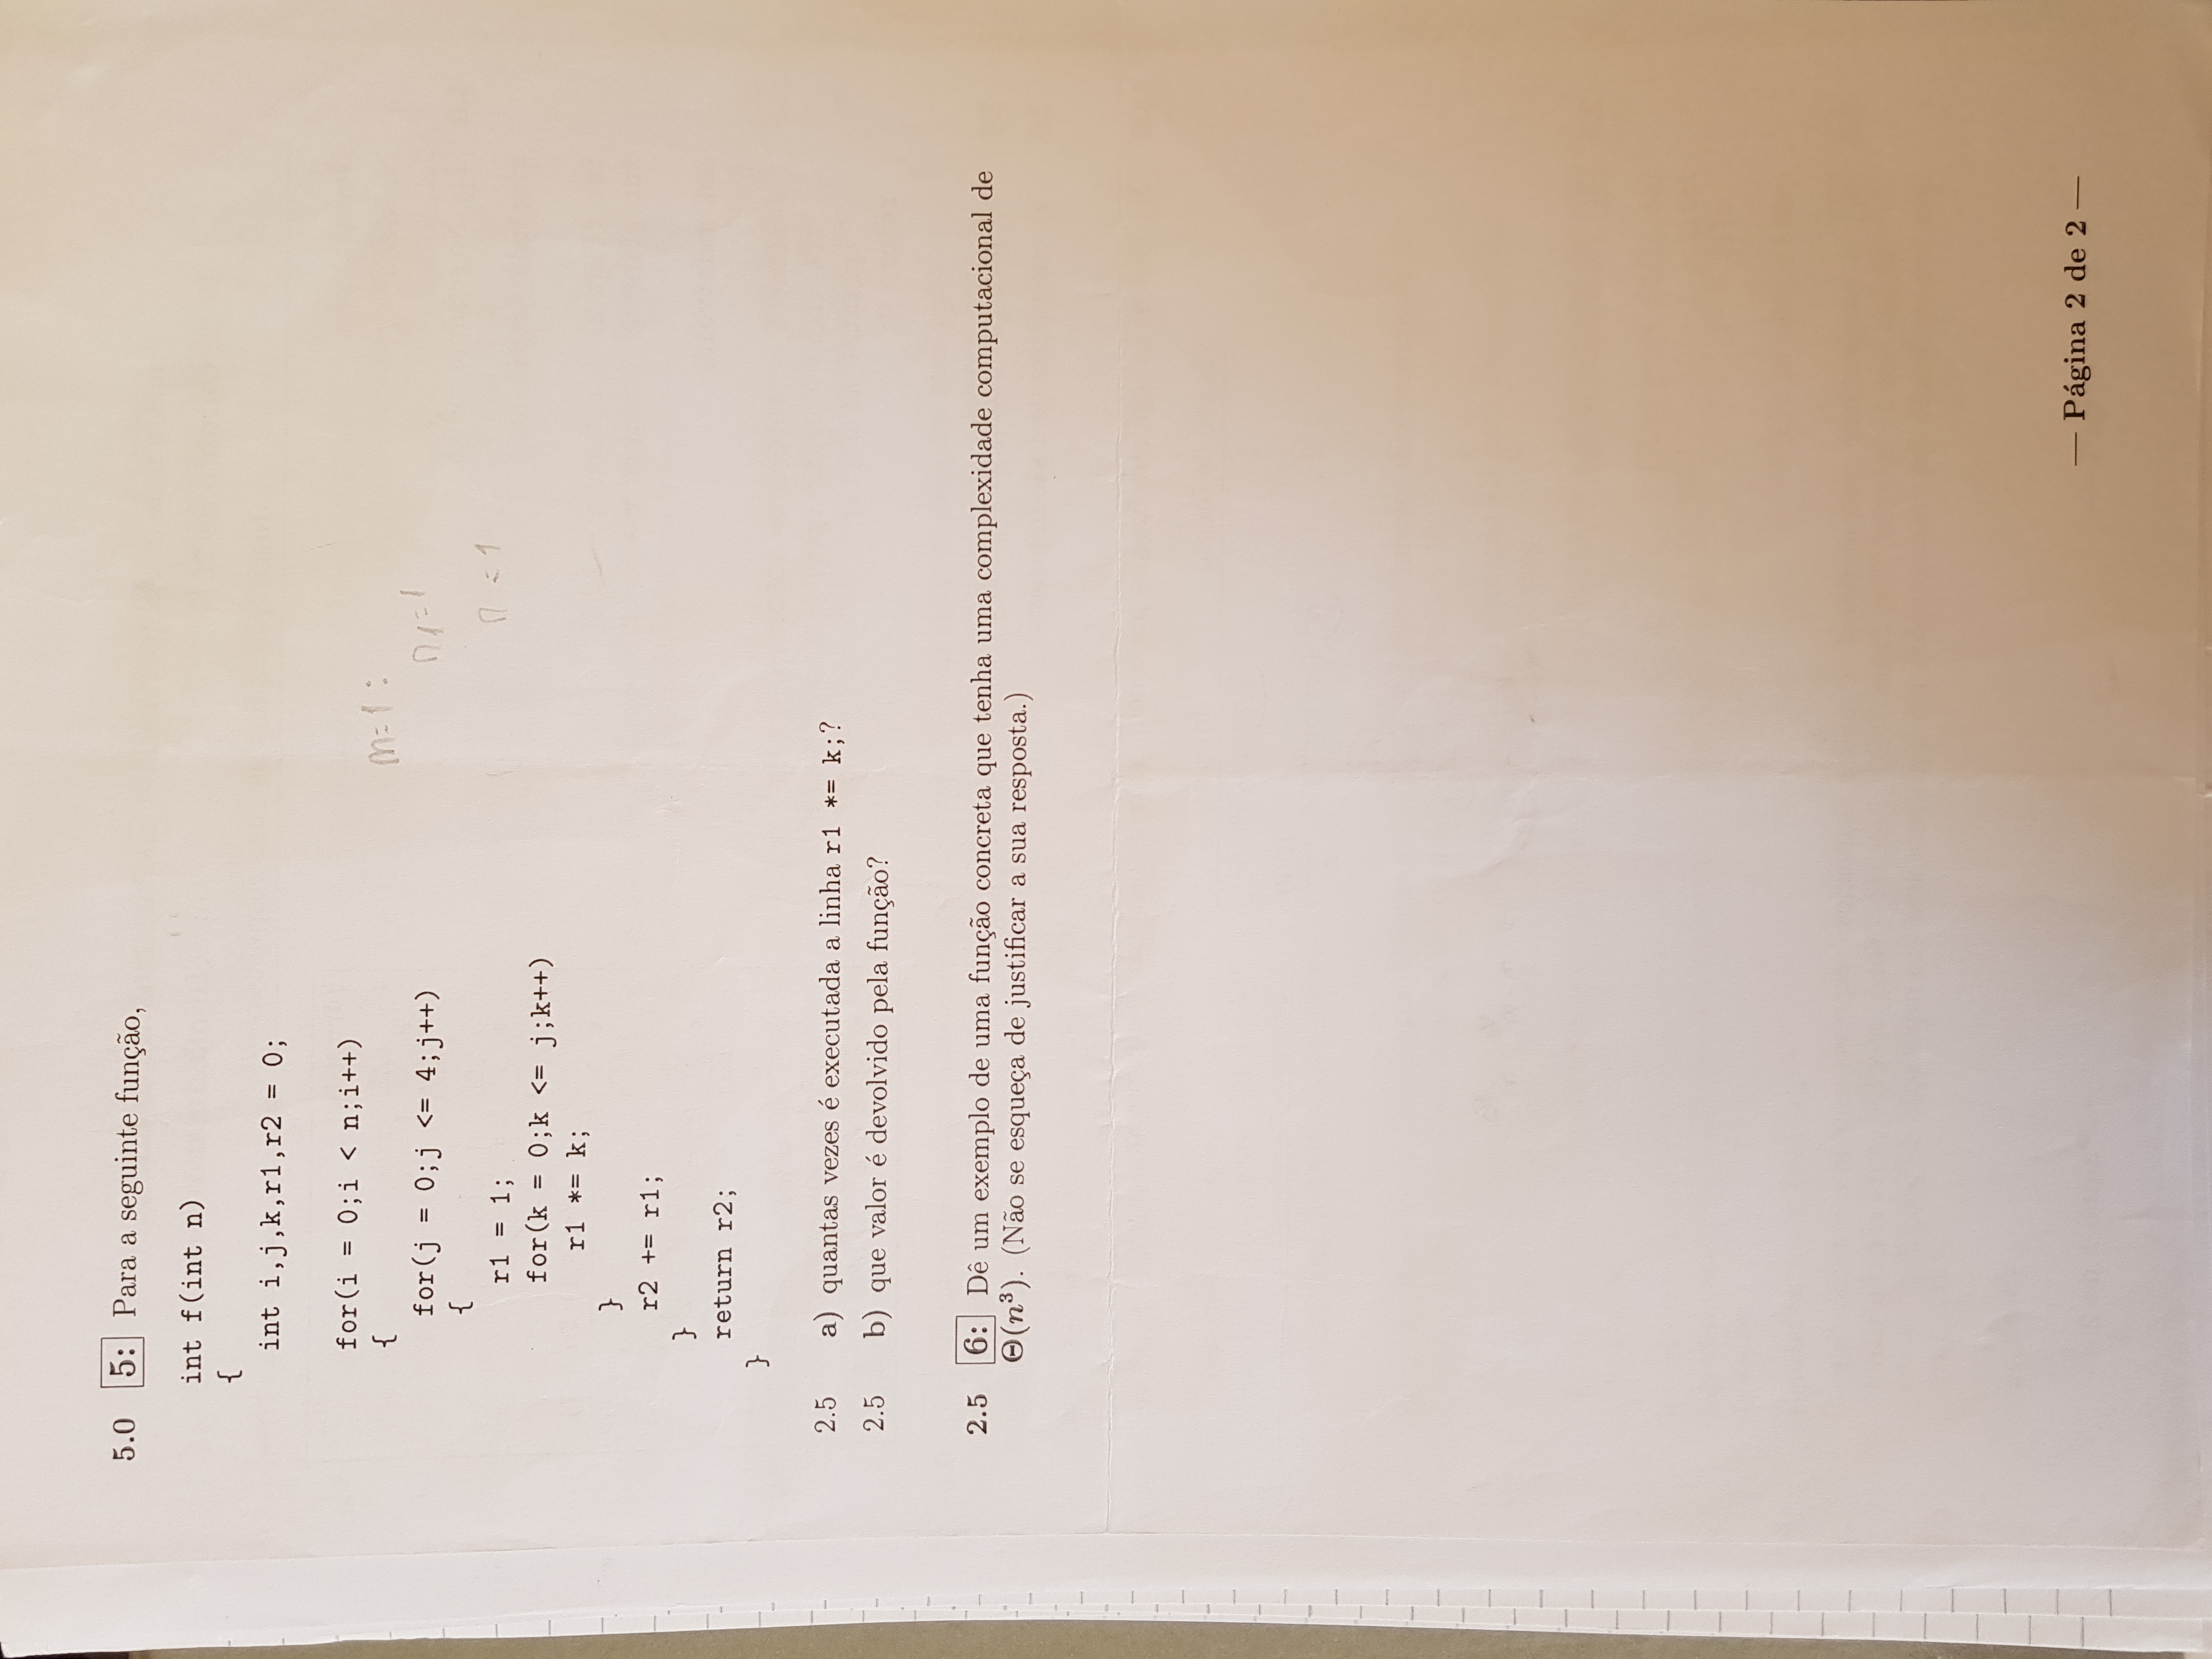 5.0 5: Para a seguinte função,
int f(int n)
{
int i,j,k,r1,r2 = 0;
for(i = 0;i < n;i++)
{
for(j = 0;j <= 4;j++)
{
r1 = 1;
for(k = 0;k <= j;k++)
r1 *= k;
}
r2 += r1;
}
return r2;
}
n=1 :
r1=1
r = 1
2.5 a) quantas vezes é executada a linha r1 *= k;?
2.5 b) que valor é devolvido pela função?
2.5 6: Dê um exemplo de uma função concreta que tenha uma complexidade computacional de
Θ(n³). (Não se esqueça de justificar a sua resposta.)
— Página 2 de 2 —